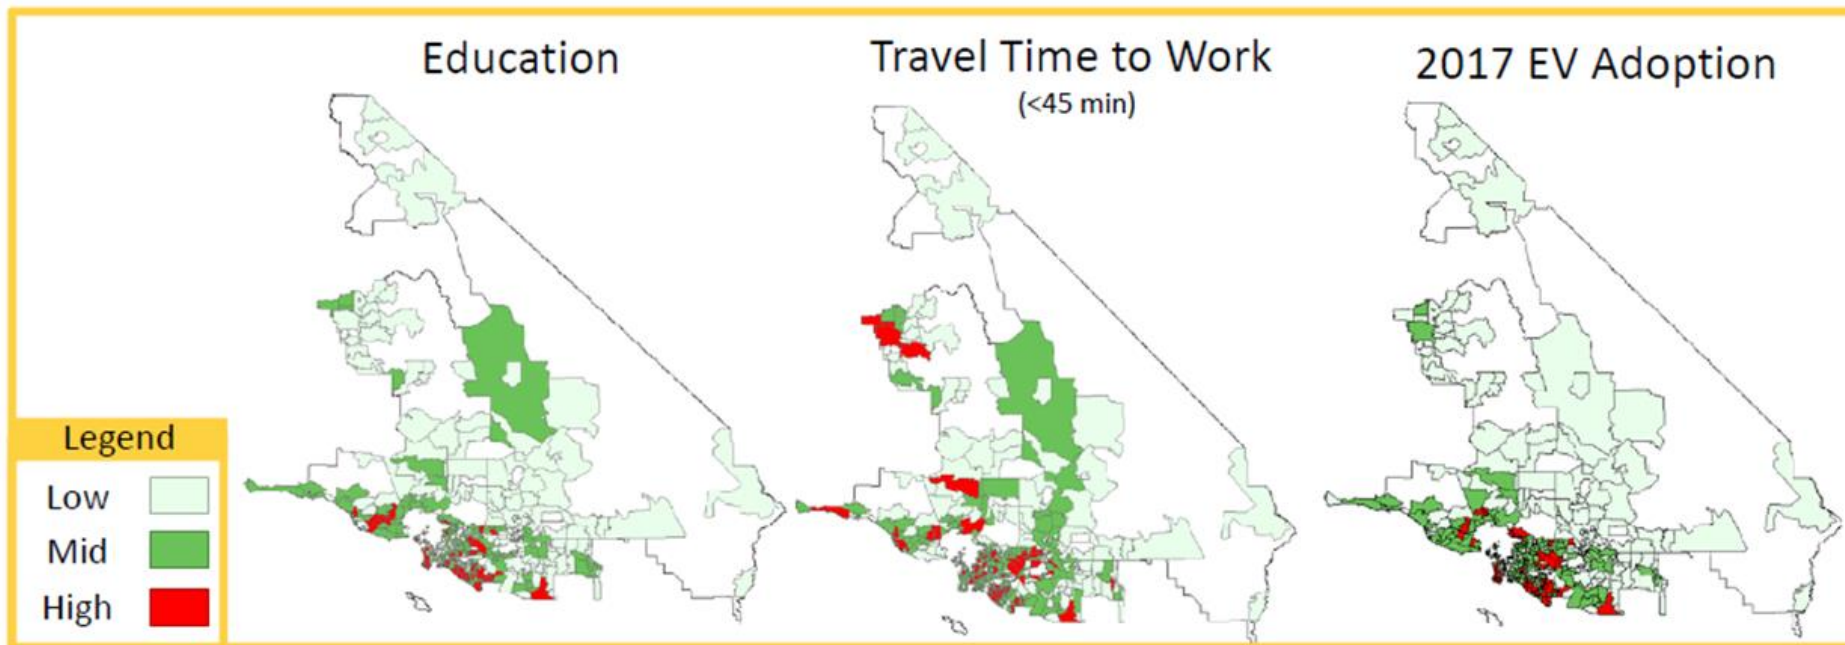 Education
Travel Time to Work
(<45 min)
2017 EV Adoption
Legend
Low
Mid
High